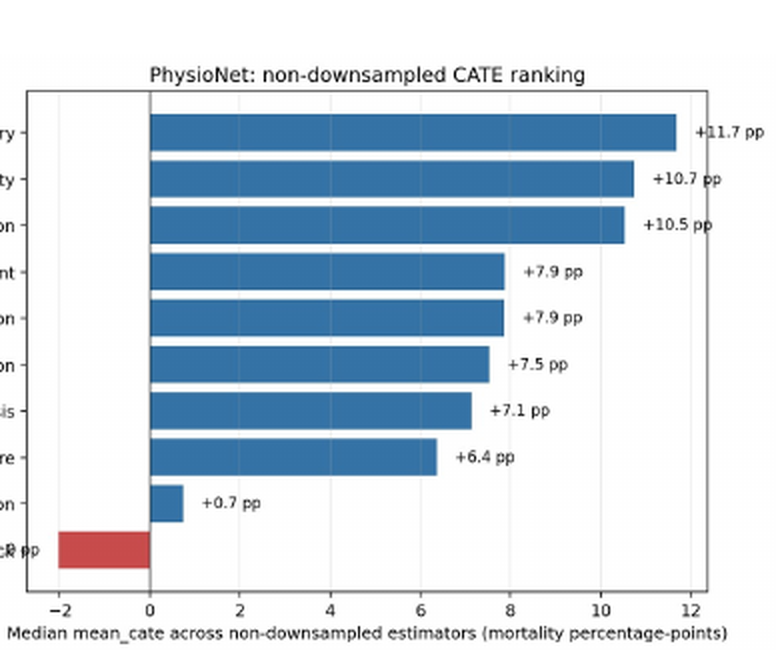 PhysioNet: non-downsampled CATE ranking
ry +11.7 pp
ty +10.7 pp
on +10.5 pp
nt +7.9 pp
on +7.9 pp
on +7.5 pp
sis +7.1 pp
re +6.4 pp
on +0.7 pp
pp
−2 0 2 4 6 8 10 12
Median mean_cate across non-downsampled estimators (mortality percentage-points)